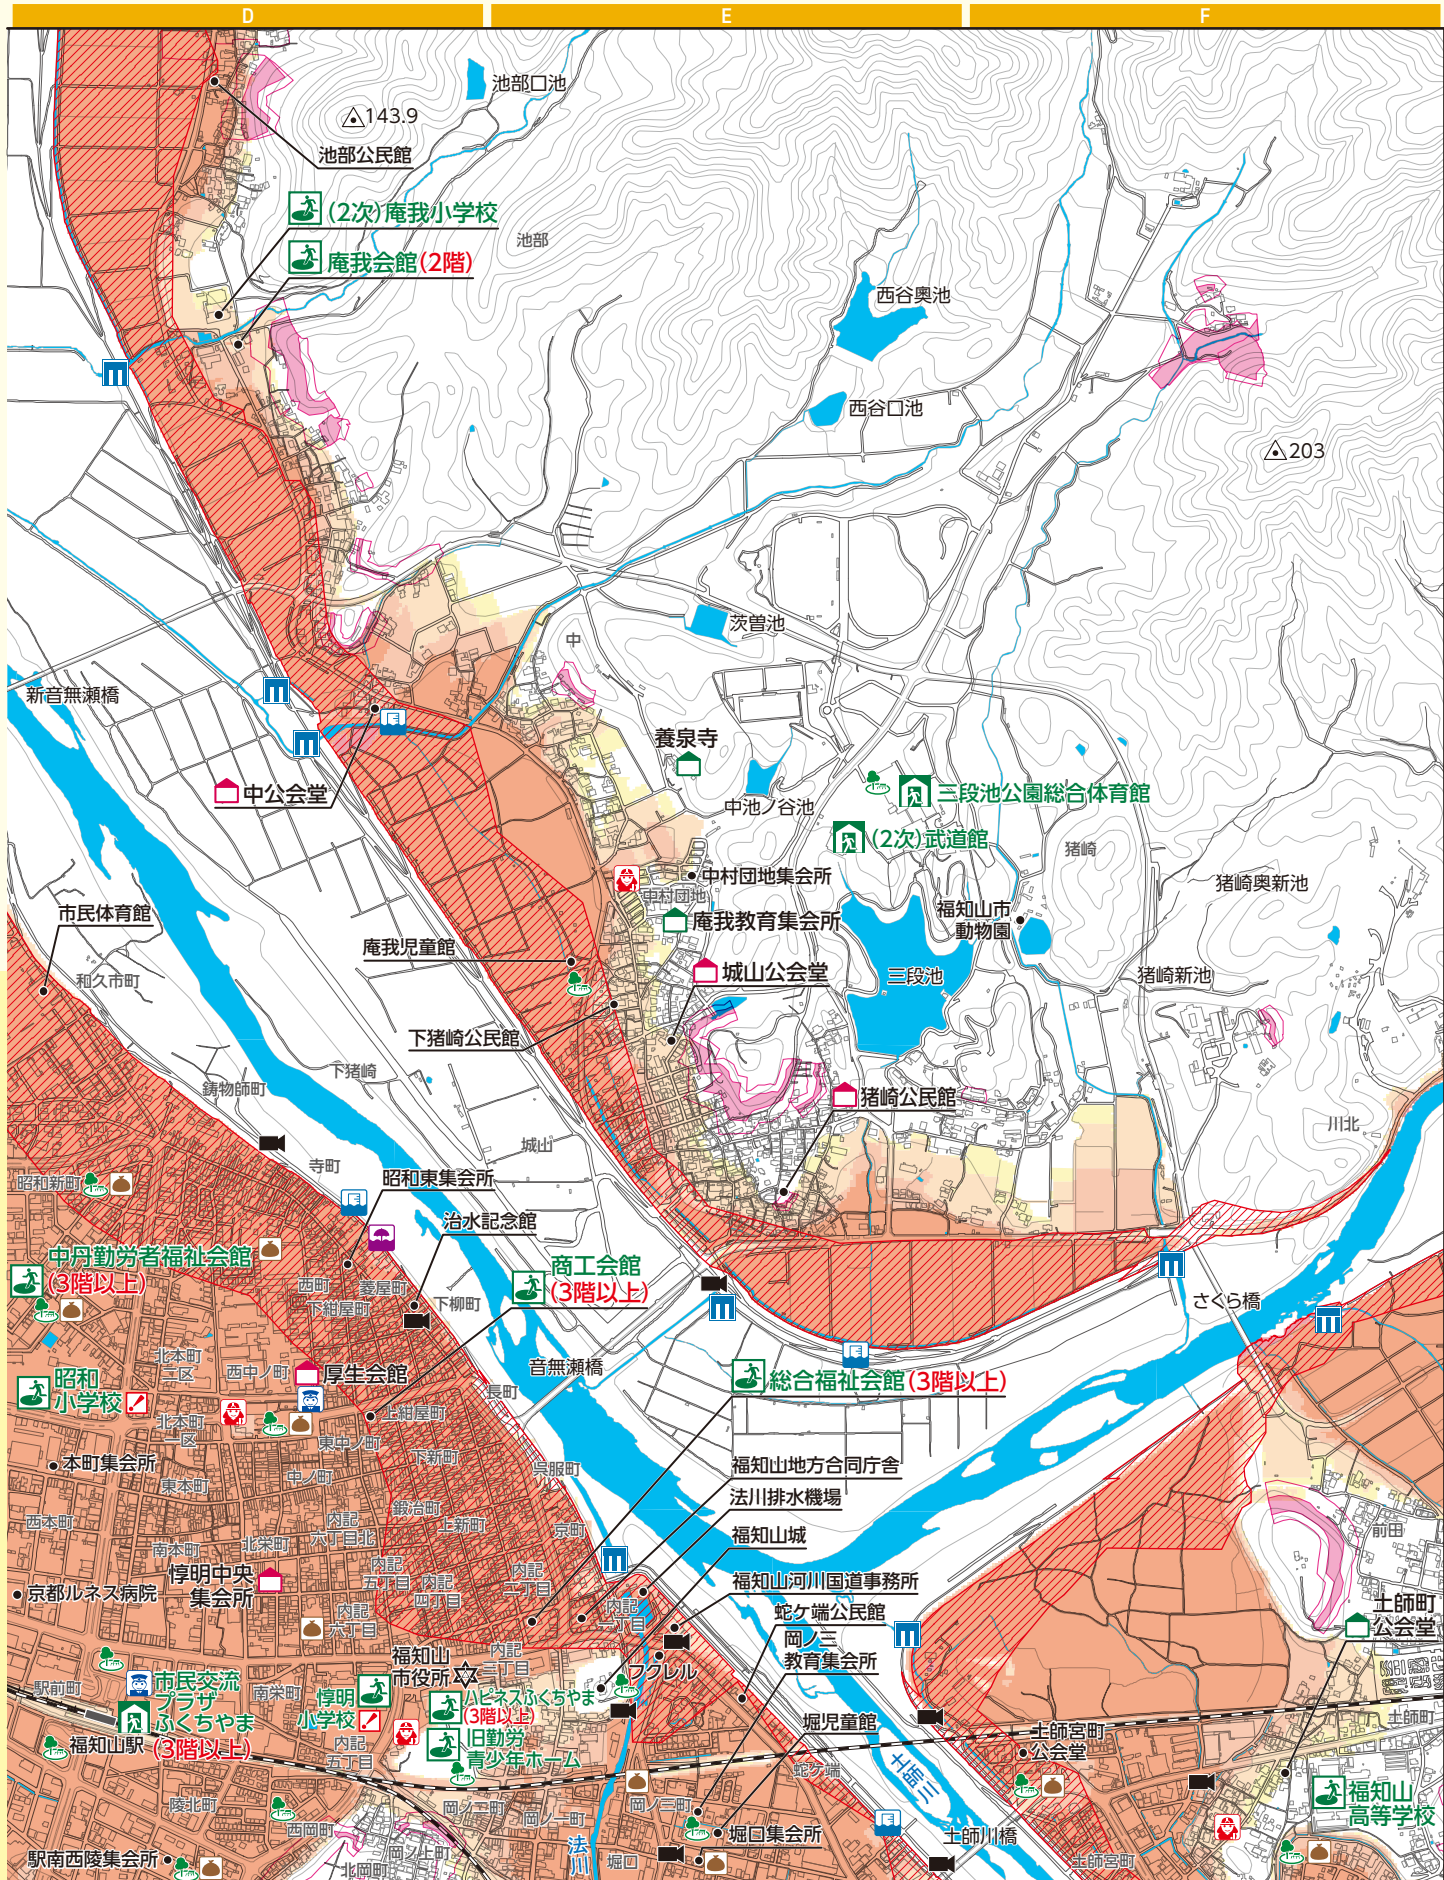 D
E
F
池部口池
143.9
池部公民館
(2次)庵我小学校
池部
庵我会館(2階)
西谷奥池
西谷口池
203
茨曽池
中
新音無瀬橋
養泉寺
中公会堂
中池ノ谷池
三段池公園総合体育館
(2次)武道館
猪崎
中村団地集会所
中村団地
猪崎奥新池
市民体育館
庵我教育集会所
福知山市
動物園
庵我児童館
城山公会堂
三段池
猪崎新池
和久市町
下猪崎公民館
下猪崎
鋳物師町
猪崎公民館
川北
城山
寺町
昭和東集会所
昭和新町
治水記念館
中丹勤労者福祉会館
(3階以上)
商工会館
(3階以上)
西町
菱屋町
下紺屋町
下柳町
さくら橋
北本町
二区
西中ノ町
厚生会館
音無瀬橋
総合福祉会館(3階以上)
昭和
小学校
長町
北本町
一区
上紺屋町
東中ノ町
本町集会所
下新町
呉服町
福知山地方合同庁舎
中ノ町
東本町
法川排水機場
鍛冶町
西本町
内記
六丁目北
上新町
京町
福知山城
北栄町
南本町
前田
惇明中央
集会所
内記
五丁目
内記
四丁目
内記
二丁目
福知山河川国道事務所
京都ルネス病院
内記
一丁目
蛇ケ端公民館
土師町
公会堂
内記
六丁目
岡ノ三
教育集会所
福知山
市役所
内記
三丁目
フクレル
駅前町
市民交流
プラザ
ふくちやま
(3階以上)
南栄町
惇明
小学校
ハピネスふくちやま
(3階以上)
堀児童館
土師町
旧勤労
青少年ホーム
福知山駅
内記
五丁目
土師宮町
公会堂
蛇ケ端
土師川
福知山
高等学校
陵北町
西岡町
岡ノ二町
岡ノ一町
岡ノ三町
堀口集会所
土師川橋
駅南西陵集会所
岡ノ上町
北岡町
法川
堀口
土師宮町